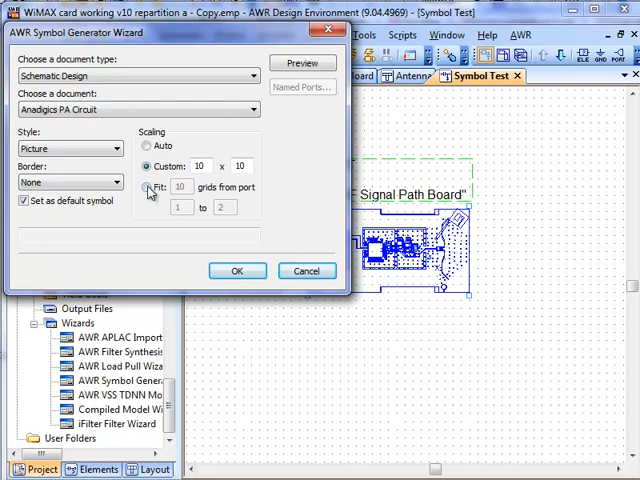 WiMAX card working v10 repartition a - Copy.emp - AWR Design Environment (9.04.4969) - [Symbol Test]
AWR Symbol Generator Wizard
Tools Scripts Window Help AWR
ELE GND PORT
Antenna
Symbol Test
Choose a document type:
Schematic Design
Preview
Named Ports...
Choose a document:
Anadigics PA Circuit
Style:
Picture
Border:
None
Set as default symbol
Scaling
Auto
Custom: 10 x 10
Fit: 10 grids from port
1 to 2
OK
Cancel
Signal Path Board"
Output Files
Wizards
AWR APLAC Import
AWR Filter Synthesis
AWR Load Pull Wiza
AWR Symbol Genera
AWR VSS TDNN Mo
Compiled Model Wi
iFilter Filter Wizard
User Folders
Project
Elements
Layout